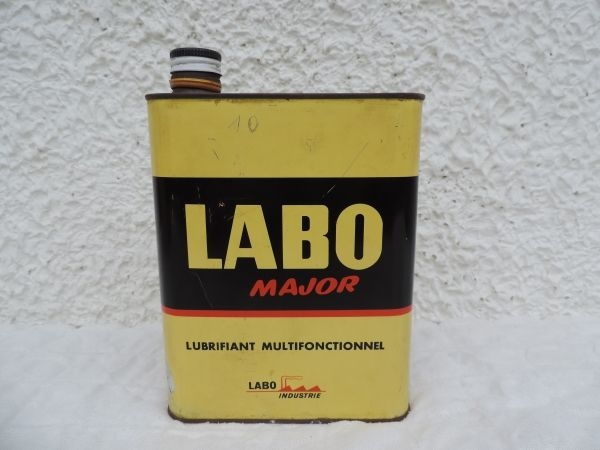 10
LABO
MAJOR
LUBRIFIANT MULTIFONCTIONNEL
LABO
INDUSTRIE